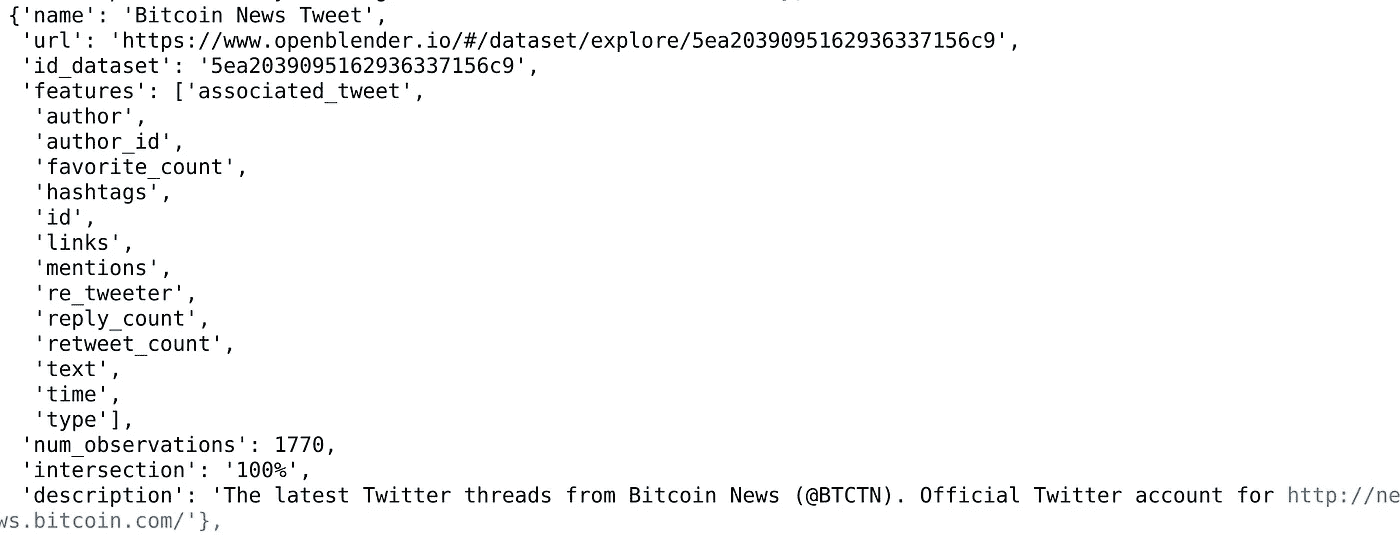 {'name': 'Bitcoin News Tweet',
'url': 'https://www.openblender.io/#/dataset/explore/5ea2039095162936337156c9',
'id_dataset': '5ea2039095162936337156c9',
'features': ['associated_tweet',
'author',
'author_id',
'favorite_count',
'hashtags',
'id',
'links',
'mentions',
're_tweeter',
'reply_count',
'retweet_count',
'text',
'time',
'type'],
'num_observations': 1770,
'intersection': '100%',
'description': 'The latest Twitter threads from Bitcoin News (@BTCTN). Official Twitter account for http://ne
ws.bitcoin.com/'},